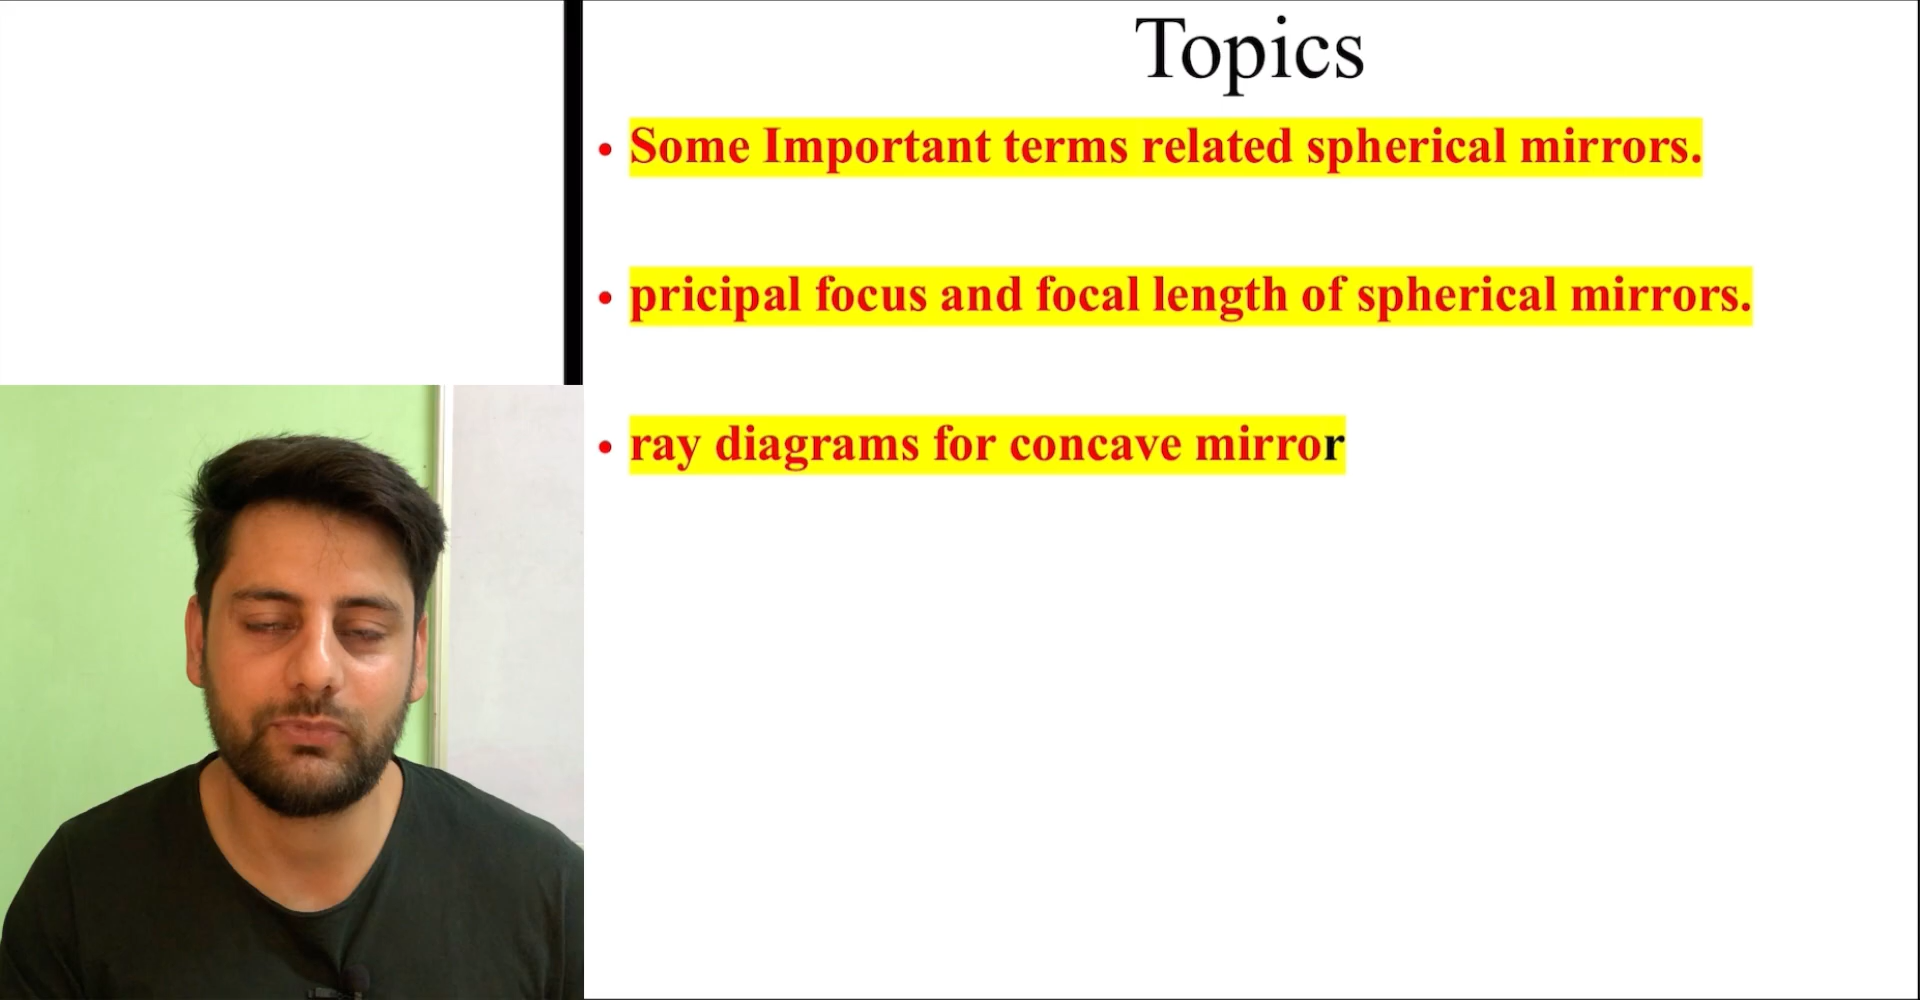 Topics
• Some Important terms related spherical mirrors.
• pricipal focus and focal length of spherical mirrors.
• ray diagrams for concave mirror